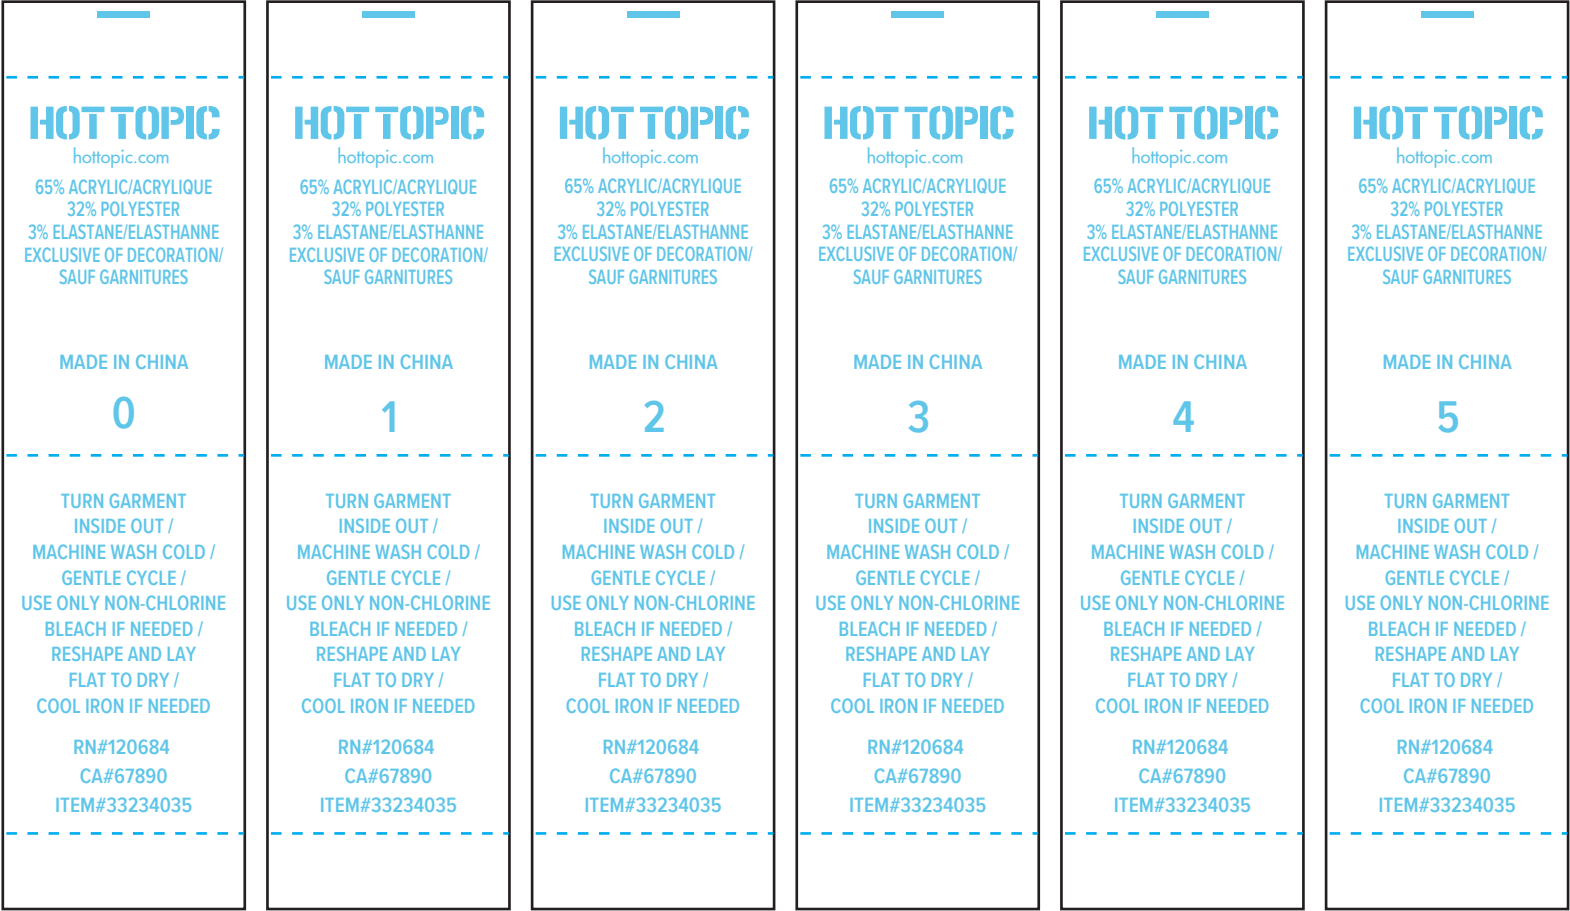 HOT TOPIC
hottopic.com
65% ACRYLIC/ACRYLIQUE
32% POLYESTER
3% ELASTANE/ELASTHANNE
EXCLUSIVE OF DECORATION/
SAUF GARNITURES
MADE IN CHINA
0
TURN GARMENT
INSIDE OUT /
MACHINE WASH COLD /
GENTLE CYCLE /
USE ONLY NON-CHLORINE
BLEACH IF NEEDED /
RESHAPE AND LAY
FLAT TO DRY /
COOL IRON IF NEEDED
RN#120684
CA#67890
ITEM#33234035
HOT TOPIC
hottopic.com
65% ACRYLIC/ACRYLIQUE
32% POLYESTER
3% ELASTANE/ELASTHANNE
EXCLUSIVE OF DECORATION/
SAUF GARNITURES
MADE IN CHINA
1
TURN GARMENT
INSIDE OUT /
MACHINE WASH COLD /
GENTLE CYCLE /
USE ONLY NON-CHLORINE
BLEACH IF NEEDED /
RESHAPE AND LAY
FLAT TO DRY /
COOL IRON IF NEEDED
RN#120684
CA#67890
ITEM#33234035
HOT TOPIC
hottopic.com
65% ACRYLIC/ACRYLIQUE
32% POLYESTER
3% ELASTANE/ELASTHANNE
EXCLUSIVE OF DECORATION/
SAUF GARNITURES
MADE IN CHINA
2
TURN GARMENT
INSIDE OUT /
MACHINE WASH COLD /
GENTLE CYCLE /
USE ONLY NON-CHLORINE
BLEACH IF NEEDED /
RESHAPE AND LAY
FLAT TO DRY /
COOL IRON IF NEEDED
RN#120684
CA#67890
ITEM#33234035
HOT TOPIC
hottopic.com
65% ACRYLIC/ACRYLIQUE
32% POLYESTER
3% ELASTANE/ELASTHANNE
EXCLUSIVE OF DECORATION/
SAUF GARNITURES
MADE IN CHINA
3
TURN GARMENT
INSIDE OUT /
MACHINE WASH COLD /
GENTLE CYCLE /
USE ONLY NON-CHLORINE
BLEACH IF NEEDED /
RESHAPE AND LAY
FLAT TO DRY /
COOL IRON IF NEEDED
RN#120684
CA#67890
ITEM#33234035
HOT TOPIC
hottopic.com
65% ACRYLIC/ACRYLIQUE
32% POLYESTER
3% ELASTANE/ELASTHANNE
EXCLUSIVE OF DECORATION/
SAUF GARNITURES
MADE IN CHINA
4
TURN GARMENT
INSIDE OUT /
MACHINE WASH COLD /
GENTLE CYCLE /
USE ONLY NON-CHLORINE
BLEACH IF NEEDED /
RESHAPE AND LAY
FLAT TO DRY /
COOL IRON IF NEEDED
RN#120684
CA#67890
ITEM#33234035
HOT TOPIC
hottopic.com
65% ACRYLIC/ACRYLIQUE
32% POLYESTER
3% ELASTANE/ELASTHANNE
EXCLUSIVE OF DECORATION/
SAUF GARNITURES
MADE IN CHINA
5
TURN GARMENT
INSIDE OUT /
MACHINE WASH COLD /
GENTLE CYCLE /
USE ONLY NON-CHLORINE
BLEACH IF NEEDED /
RESHAPE AND LAY
FLAT TO DRY /
COOL IRON IF NEEDED
RN#120684
CA#67890
ITEM#33234035